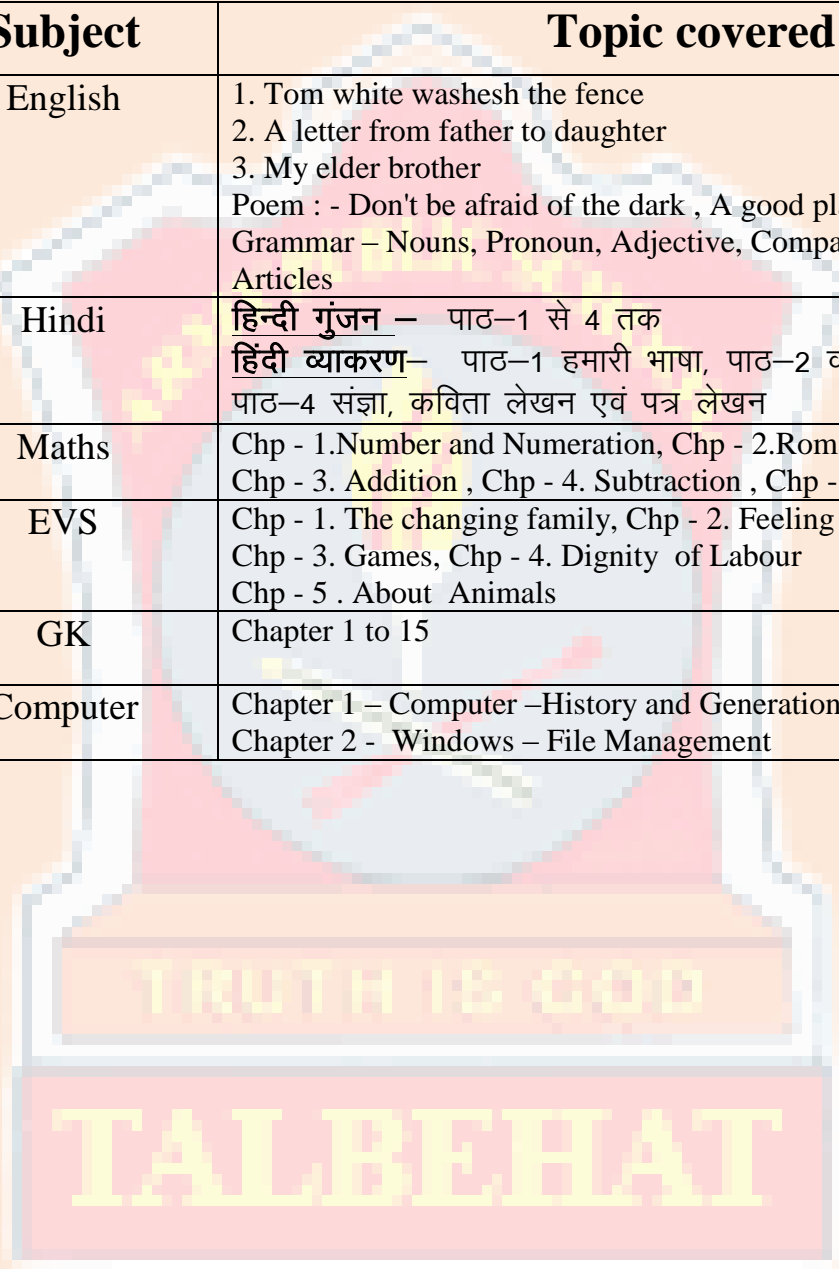 Subject Topic covered
English 1. Tom white washesh the fence
2. A letter from father to daughter
3. My elder brother
Poem : - Don't be afraid of the dark , A good
Grammar – Nouns, Pronoun, Adjective,
Articles
Hindi हिन्दी गुंजन – पाठ–1 से 4 तक
हिंदी व्याकरण– पाठ–1 हमारी भाषा, पाठ–2
पाठ–4 संज्ञा, कविता लेखन एवं पत्र लेखन
Maths Chp - 1.Number and Numeration, Chp - 2.Rom
Chp - 3. Addition , Chp - 4. Subtraction , Chp -
EVS Chp - 1. The changing family, Chp - 2. Feeling
Chp - 3. Games, Chp - 4. Dignity of Labour
Chp - 5 . About Animals
GK Chapter 1 to 15
Computer Chapter 1 – Computer –History and Generation
Chapter 2 - Windows – File Management
TRUTH IS GOD
TALBEHAT